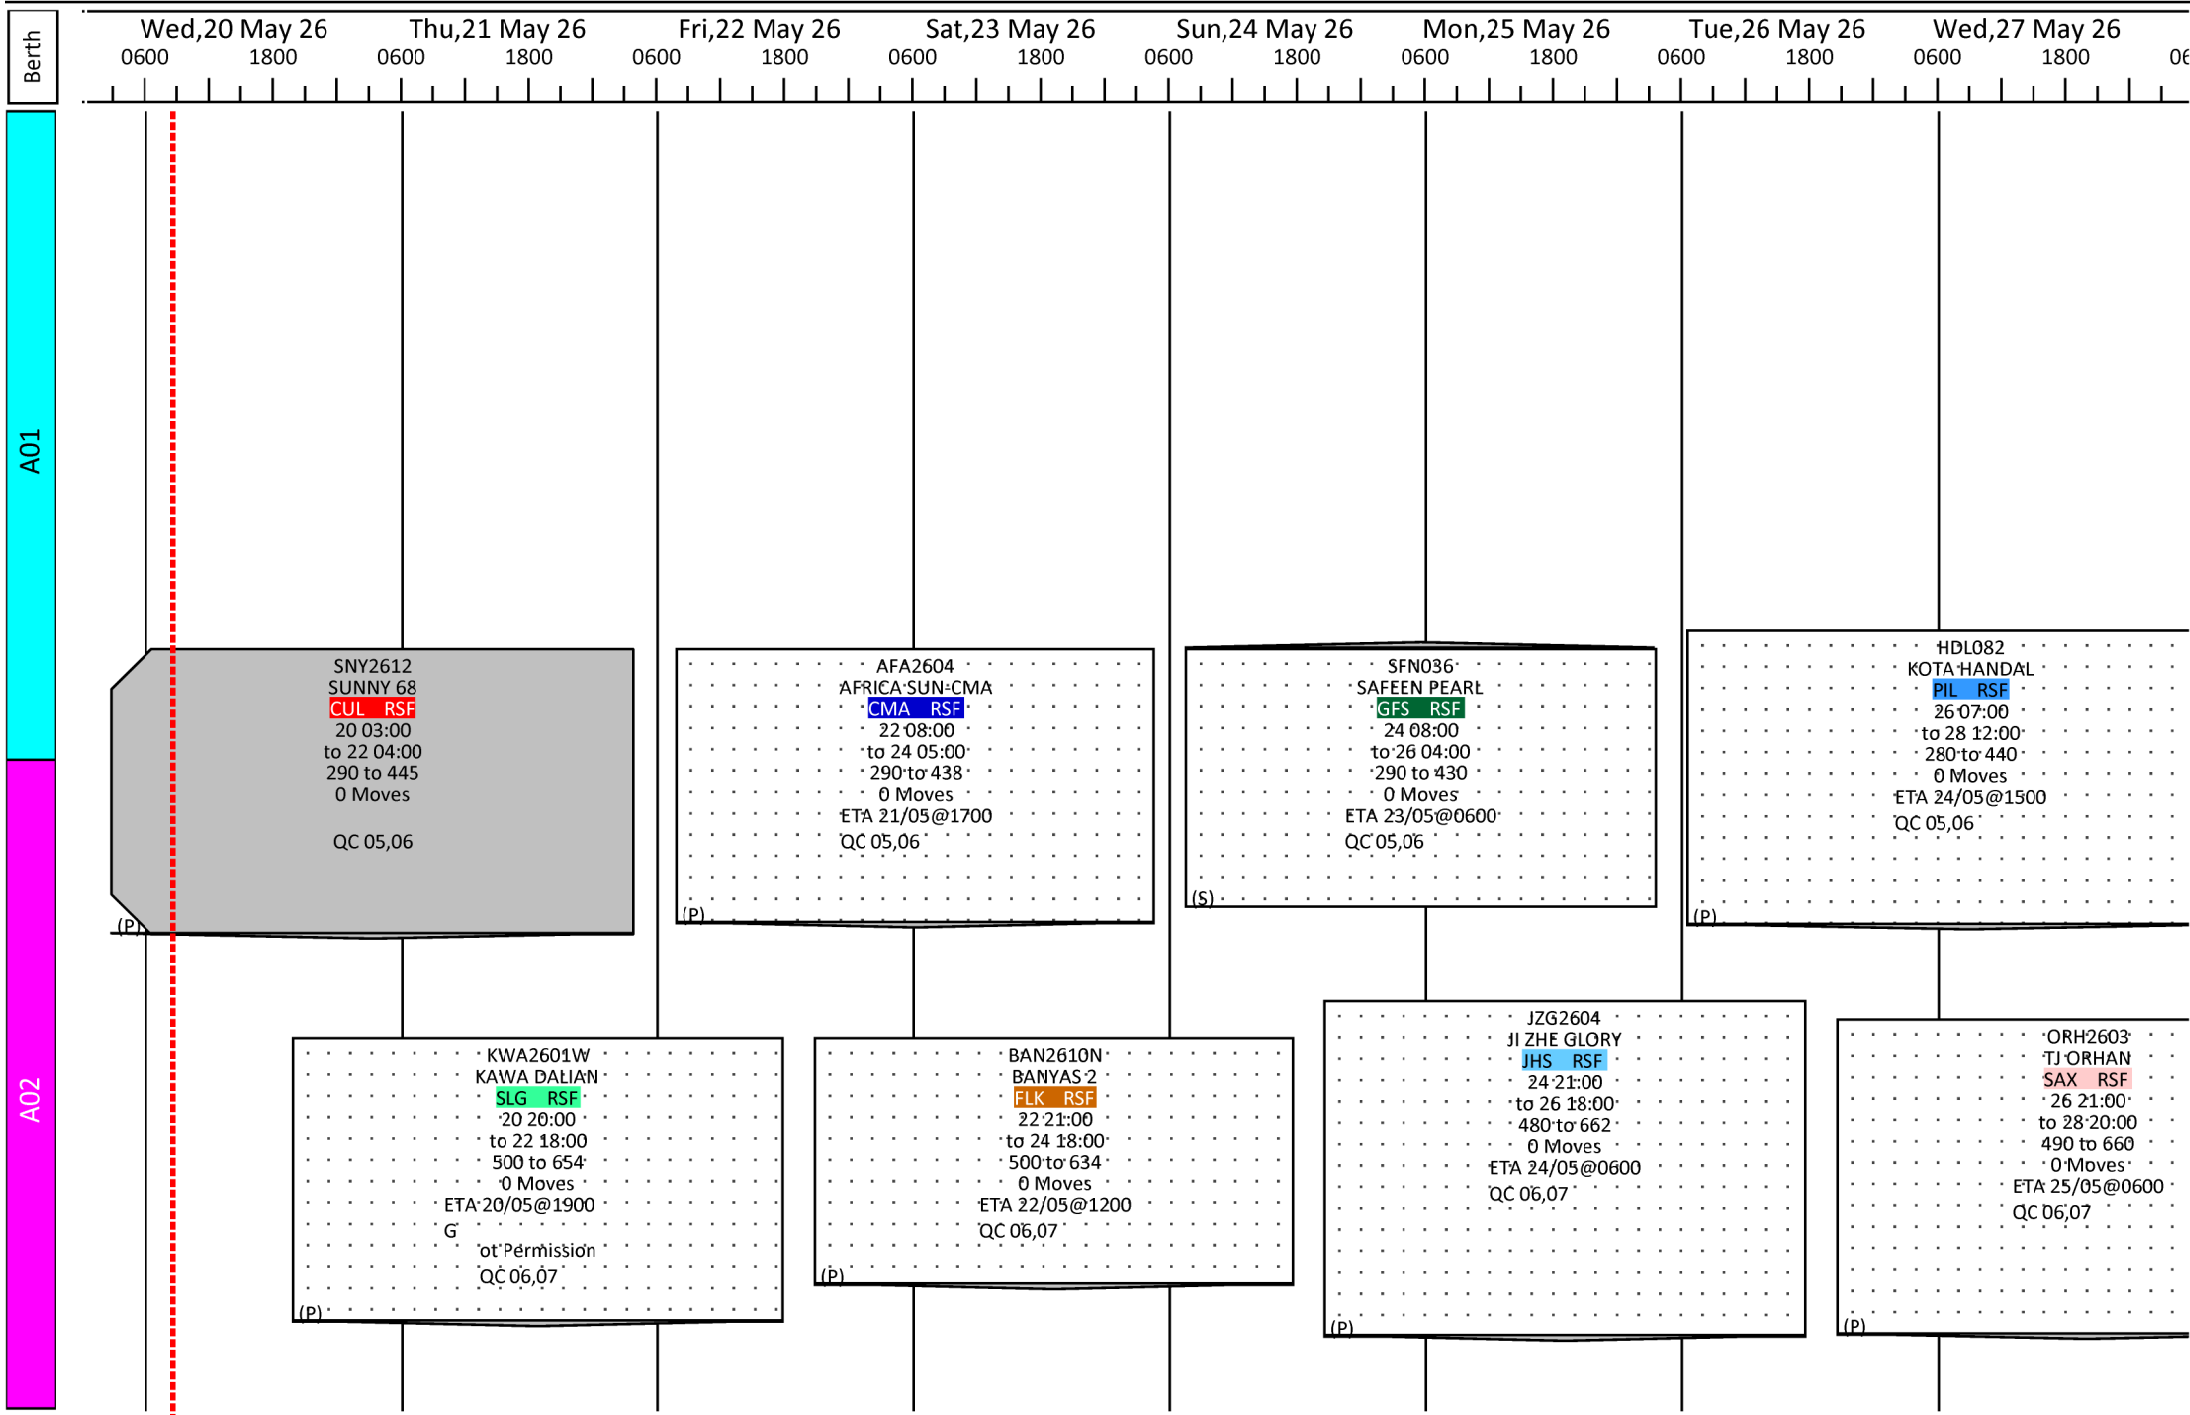 Berth
Wed,20 May 26 Thu,21 May 26 Fri,22 May 26 Sat,23 May 26 Sun,24 May 26 Mon,25 May 26 Tue,26 May 26 Wed,27 May 26
0600 1800 0600 1800 0600 1800 0600 1800 0600 1800 0600 1800 0600 1800 0600 1800 06
A01
SNY2612
SUNNY 68
CUL RSF
20 03:00
to 22 04:00
290 to 445
0 Moves
QC 05,06
(P)
AFA2604
AFRICA SUN-CMA
CMA RSF
22 08:00
to 24 05:00
290 to 438
0 Moves
ETA 21/05@1700
QC 05,06
(P)
SFN036
SAFEEN PEARL
GFS RSF
24 08:00
to 26 04:00
290 to 430
0 Moves
ETA 23/05@0600
QC 05,06
(S)
HDL082
KOTA HANDAL
PIL RSF
26 07:00
to 28 12:00
280 to 440
0 Moves
ETA 24/05@1500
QC 05,06
(P)
A02
KWA2601W
KAWA DALIAN
SLG RSF
20 20:00
to 22 18:00
500 to 654
0 Moves
ETA 20/05@1900
G
ot Permission
QC 06,07
(P)
BAN2610N
BANYAS 2
FLK RSF
22 21:00
to 24 18:00
500 to 634
0 Moves
ETA 22/05@1200
QC 06,07
(P)
JZG2604
JI ZHE GLORY
JHS RSF
24 21:00
to 26 18:00
480 to 662
0 Moves
ETA 24/05@0600
QC 06,07
(P)
ORH2603
TJ ORHAN
SAX RSF
26 21:00
to 28 20:00
490 to 660
0 Moves
ETA 25/05@0600
QC 06,07
(P)